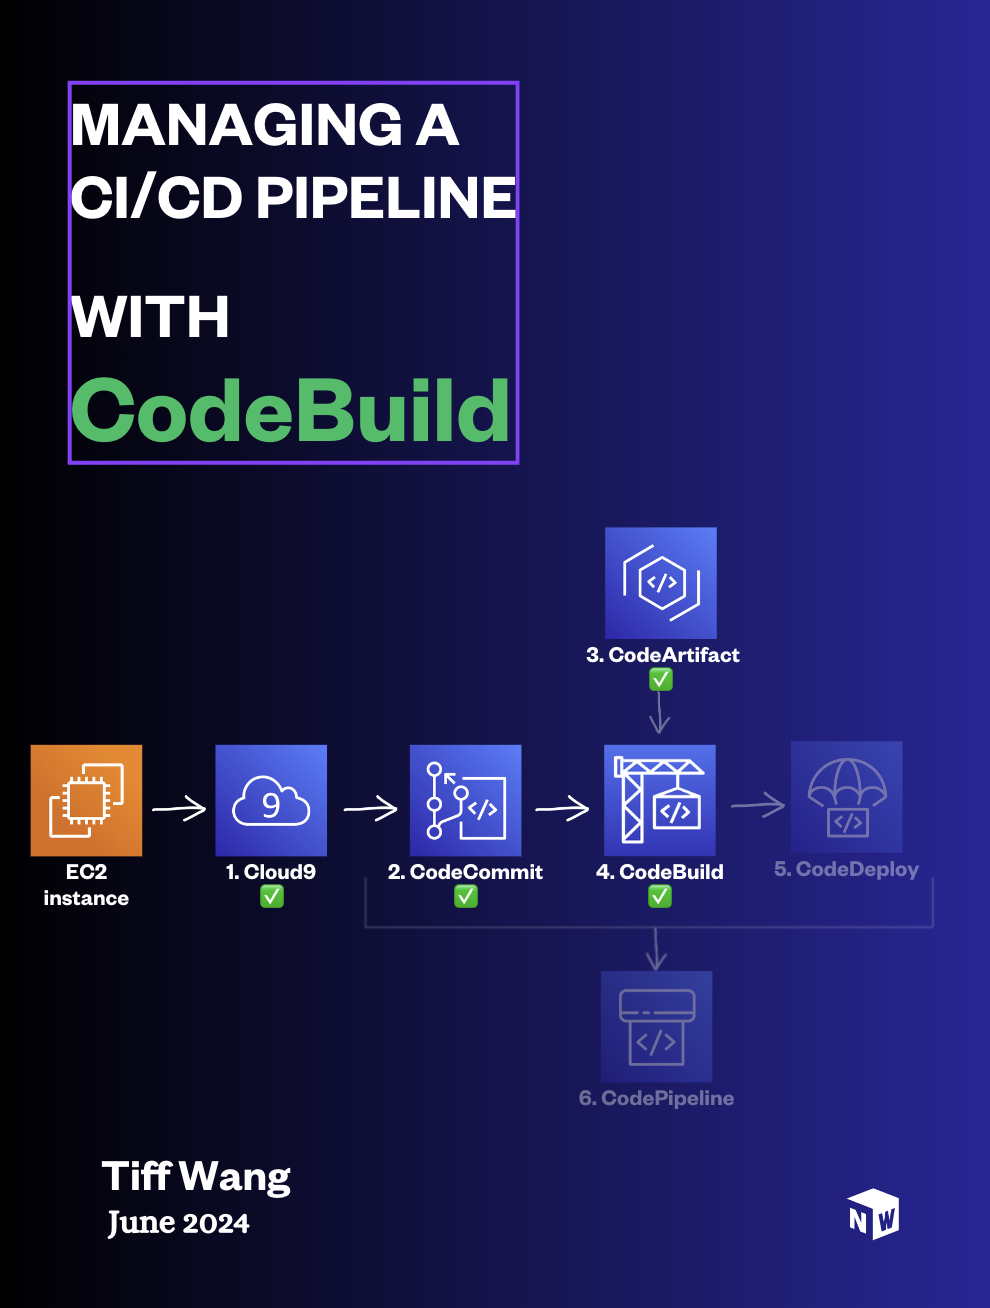 MANAGING A
CI/CD PIPELINE
WITH
CodeBuild
</>
3. CodeArtifact
9
</>
</>
</>
EC2
instance
1. Cloud9
2. CodeCommit
4. CodeBuild
5. CodeDeploy
</>
6. CodePipeline
Tiff Wang
June 2024
NW